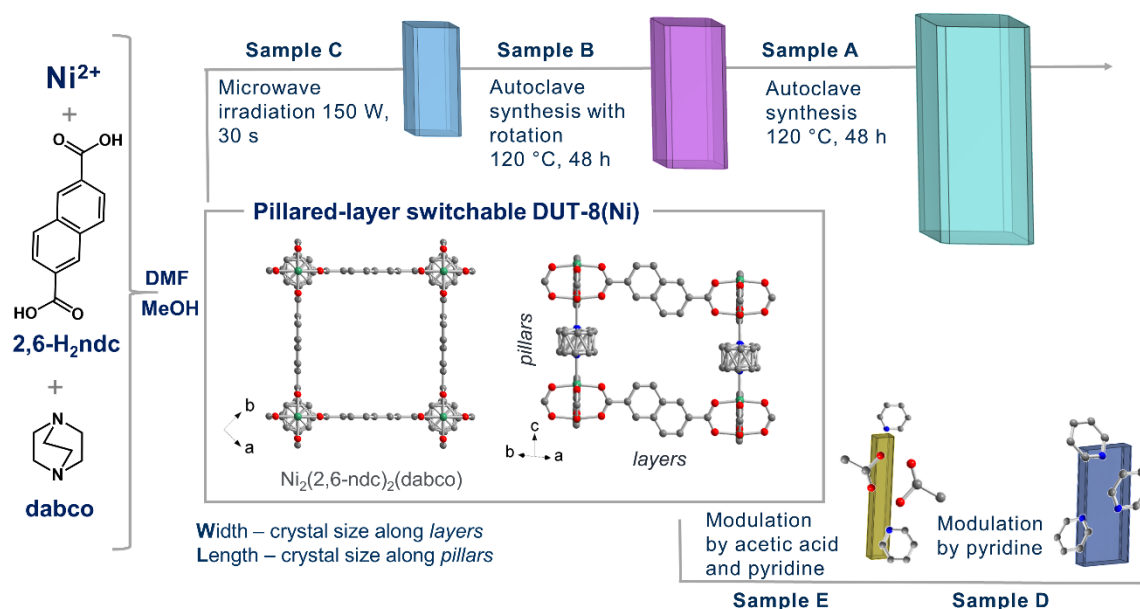 Ni²⁺
+
OH
O
HO
O
2,6-H₂ndc
+
N
N
dabco
DMF
MeOH
Sample C
Microwave
irradiation 150 W,
30 s
Sample B
Autoclave
synthesis with
rotation
120 °C, 48 h
Sample A
Autoclave
synthesis
120 °C, 48 h
Pillared-layer switchable DUT-8(Ni)
b
a
Ni₂(2,6-ndc)₂(dabco)
pillars
c
b
a
layers
Width – crystal size along layers
Length – crystal size along pillars
Modulation
by acetic acid
and pyridine
Sample E
Modulation
by pyridine
Sample D